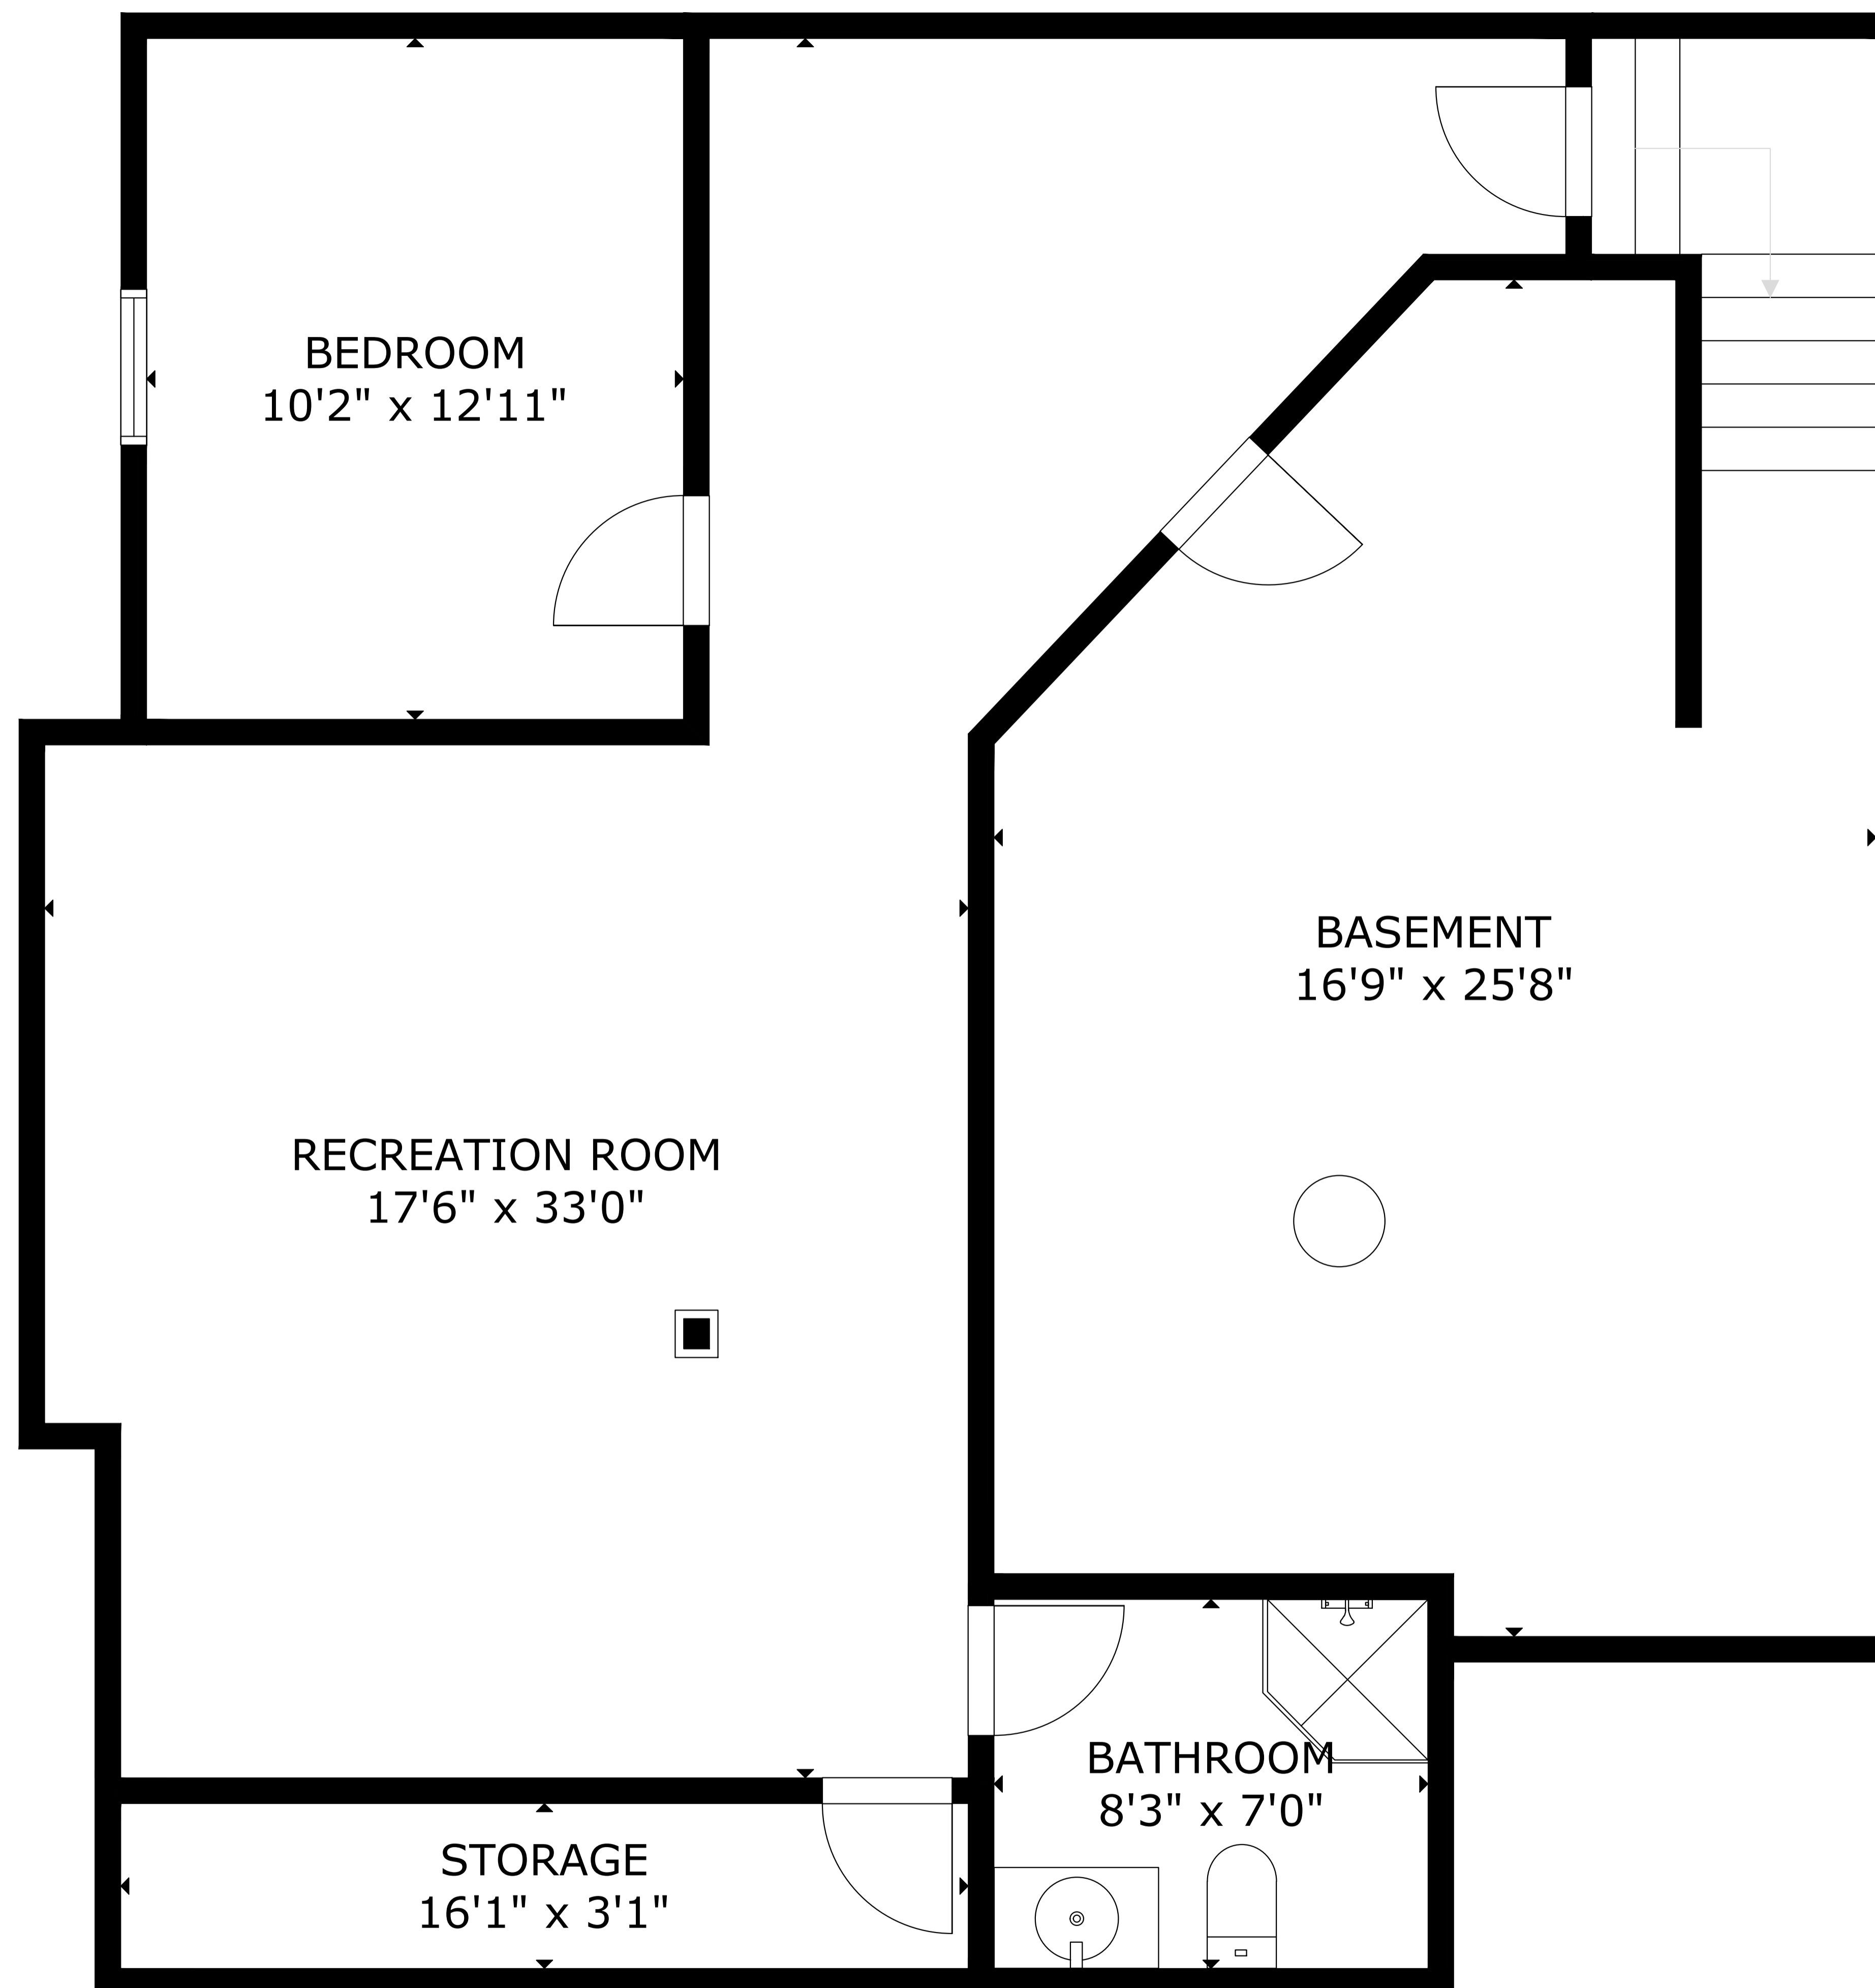 BEDROOM
10'2" x 12'11"
BASEMENT
16'9" x 25'8"
RECREATION ROOM
17'6" x 33'0"
BATHROOM
8'3" x 7'0"
STORAGE
16'1" x 3'1"